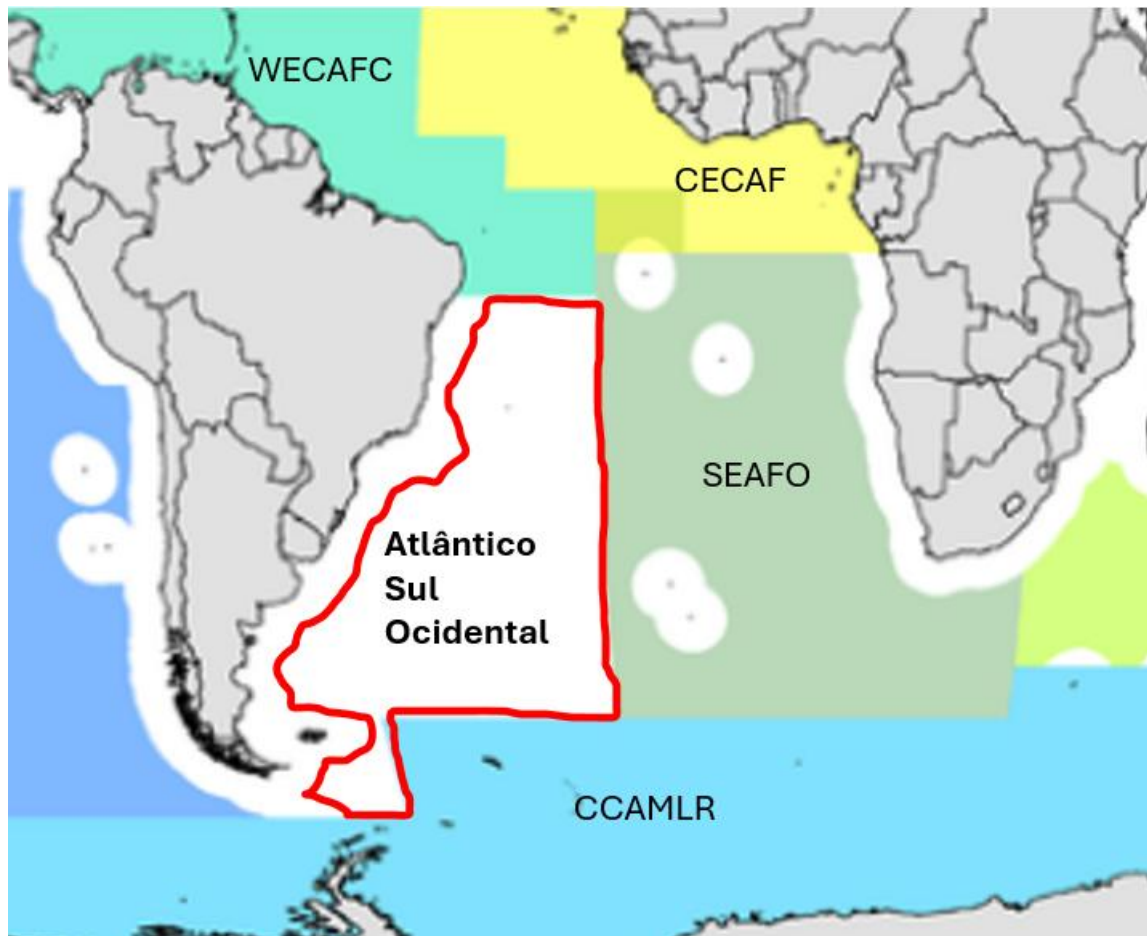 WECAFC
CECAF
SEAFO
Atlântico
Sul
Ocidental
CCAMLR